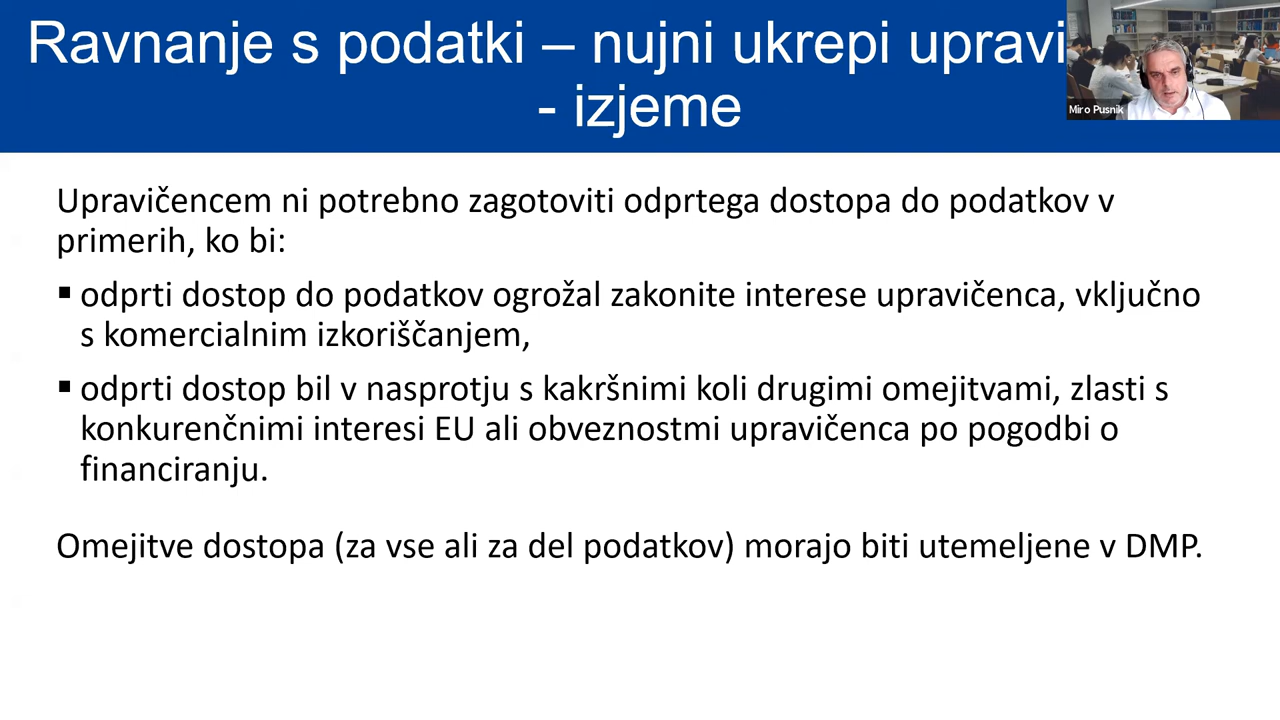 Ravnanje s podatki – nujni ukrepi upravi
- izjeme
Miro Pusnik
Upravičencem ni potrebno zagotoviti odprtega dostopa do podatkov v
primerih, ko bi:
▪ odprti dostop do podatkov ogrožal zakonite interese upravičenca, vključno
s komercialnim izkoriščanjem,
▪ odprti dostop bil v nasprotju s kakršnimi koli drugimi omejitvami, zlasti s
konkurenčnimi interesi EU ali obveznostmi upravičenca po pogodbi o
financiranju.
Omejitve dostopa (za vse ali za del podatkov) morajo biti utemeljene v DMP.